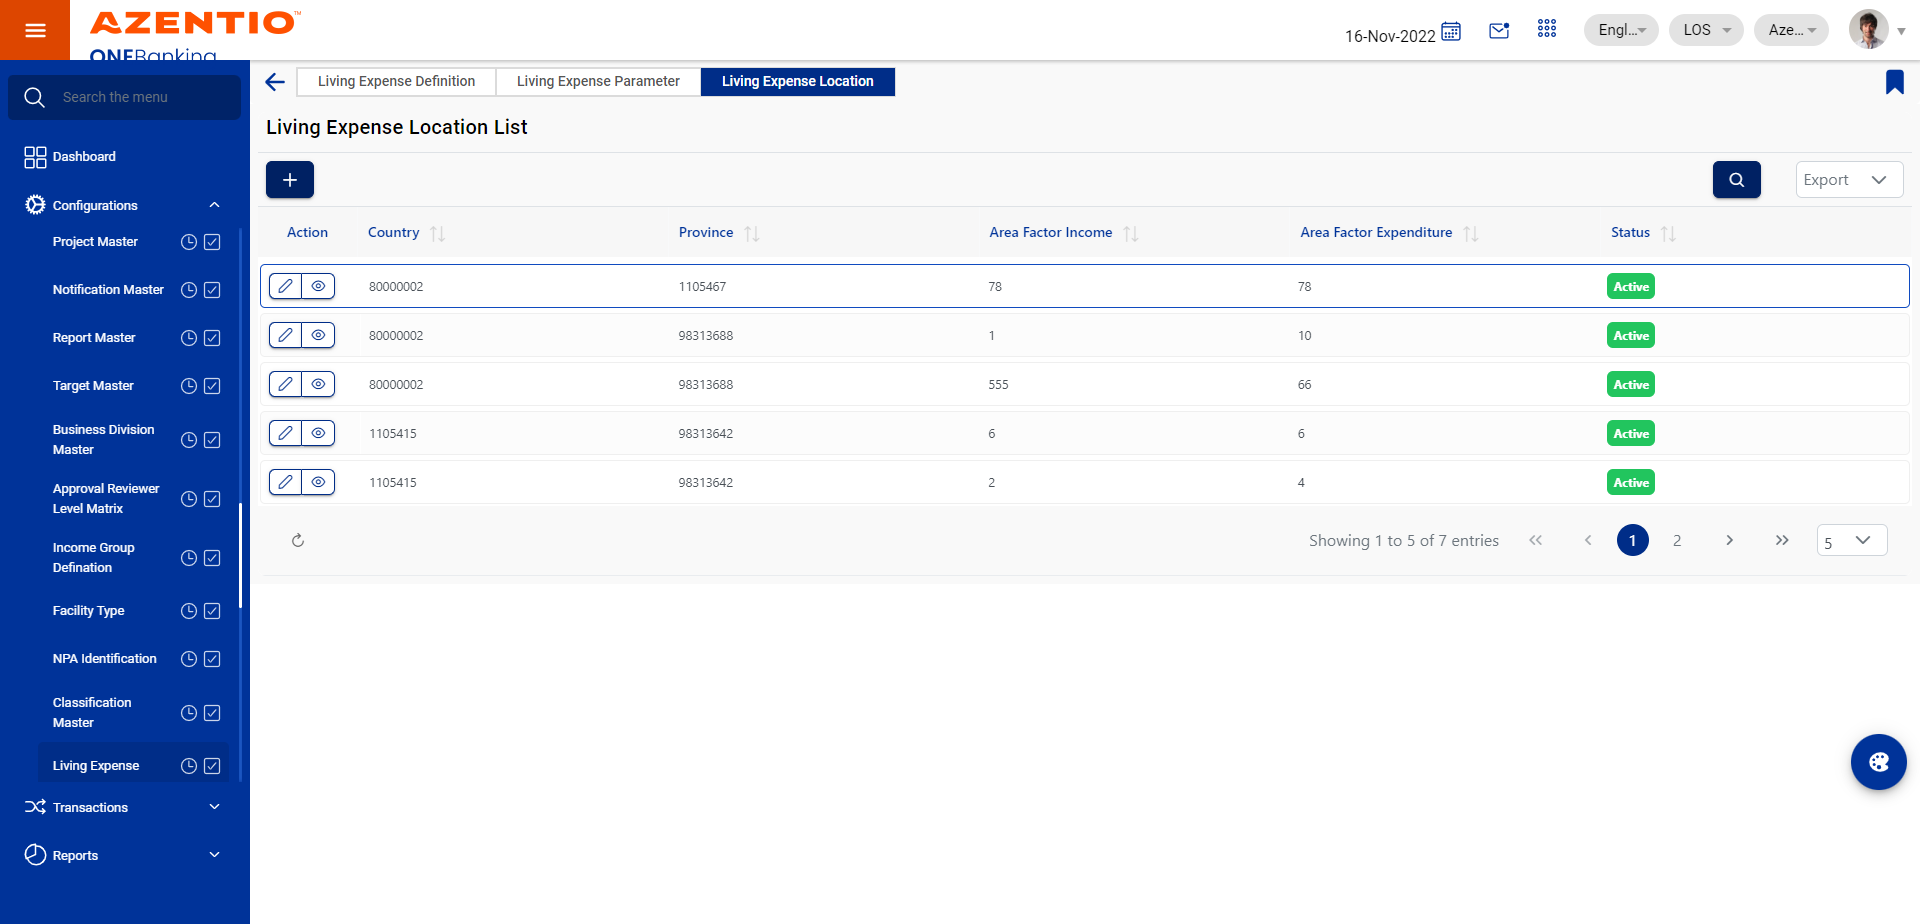 AZENTIO™
ONEBanking
16-Nov-2022
Engl...
LOS
Aze...
Search the menu
Dashboard
Configurations
Project Master
Notification Master
Report Master
Target Master
Business Division
Master
Approval Reviewer
Level Matrix
Income Group
Defination
Facility Type
NPA Identification
Classification
Master
Living Expense
Transactions
Reports
Living Expense Definition
Living Expense Parameter
Living Expense Location
Living Expense Location List
Export
Action Country Province Area Factor Income Area Factor Expenditure Status
80000002 1105467 78 78 Active
80000002 98313688 1 10 Active
80000002 98313688 555 66 Active
1105415 98313642 6 6 Active
1105415 98313642 2 4 Active
Showing 1 to 5 of 7 entries
1 2
5